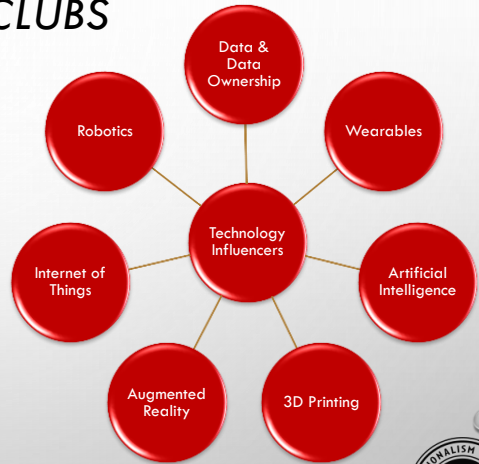 CLUBS
Data &
Data
Ownership
Robotics
Wearables
Technology
Influencers
Internet of
Things
Artificial
Intelligence
Augmented
Reality
3D Printing